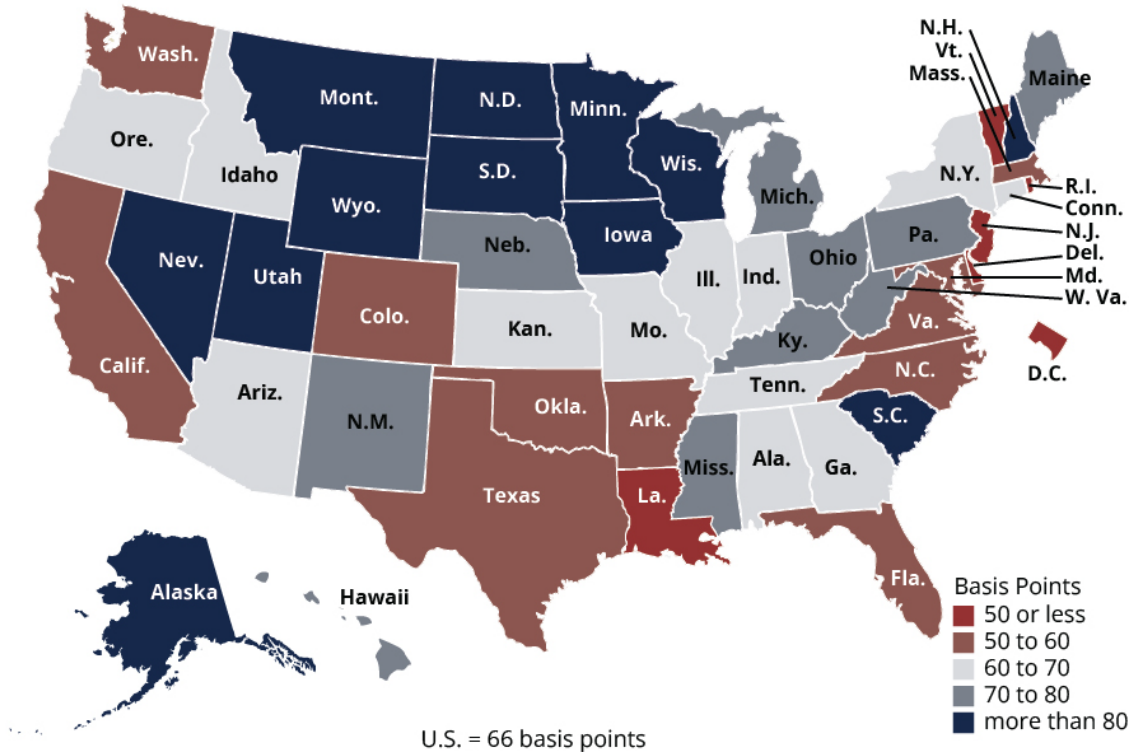 N.H.
Vt.
Mass.
Maine
Wash.
Mont.
N.D.
Minn.
Ore.
Idaho
Wis.
S.D.
Mich.
N.Y.
R.I.
Conn.
N.J.
Del.
Md.
W. Va.
Wyo.
Neb.
Iowa
Pa.
Nev.
Utah
Ill.
Ind.
Ohio
Colo.
Kan.
Mo.
Ky.
Va.
D.C.
Calif.
Ariz.
N.M.
Okla.
Ark.
Tenn.
N.C.
S.C.
Texas
La.
Miss.
Ala.
Ga.
Fla.
Alaska
Hawaii
Basis Points
50 or less
50 to 60
60 to 70
70 to 80
more than 80
U.S. = 66 basis points